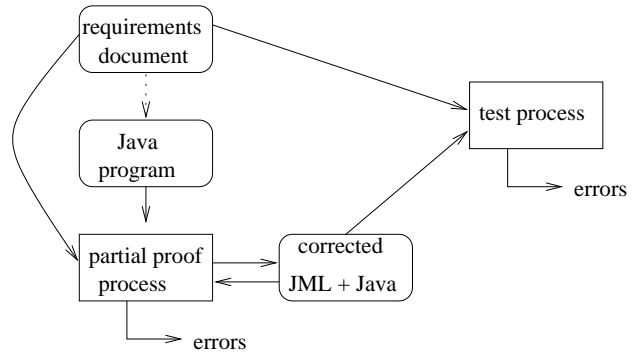 requirements
document
Java
program
test process
errors
partial proof
process
corrected
JML + Java
errors